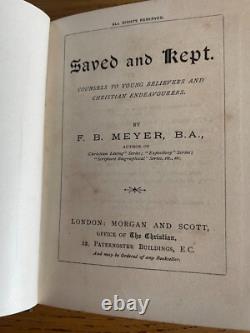 ALL RIGHTS RESERVED.
Saved and Kept.
COUNSELS TO YOUNG BELIEVERS AND
CHRISTIAN ENDEAVOURERS.
BY
F. B. MEYER, B.A.,
AUTHOR OF
"Christian Living" Series; "Expository" Series;
"Scripture Biographical" Series, etc., etc.
LONDON: MORGAN AND SCOTT,
OFFICE OF The Christian,
12, PATERNOSTER BUILDINGS, E.C.
And may be Ordered of any Bookseller.